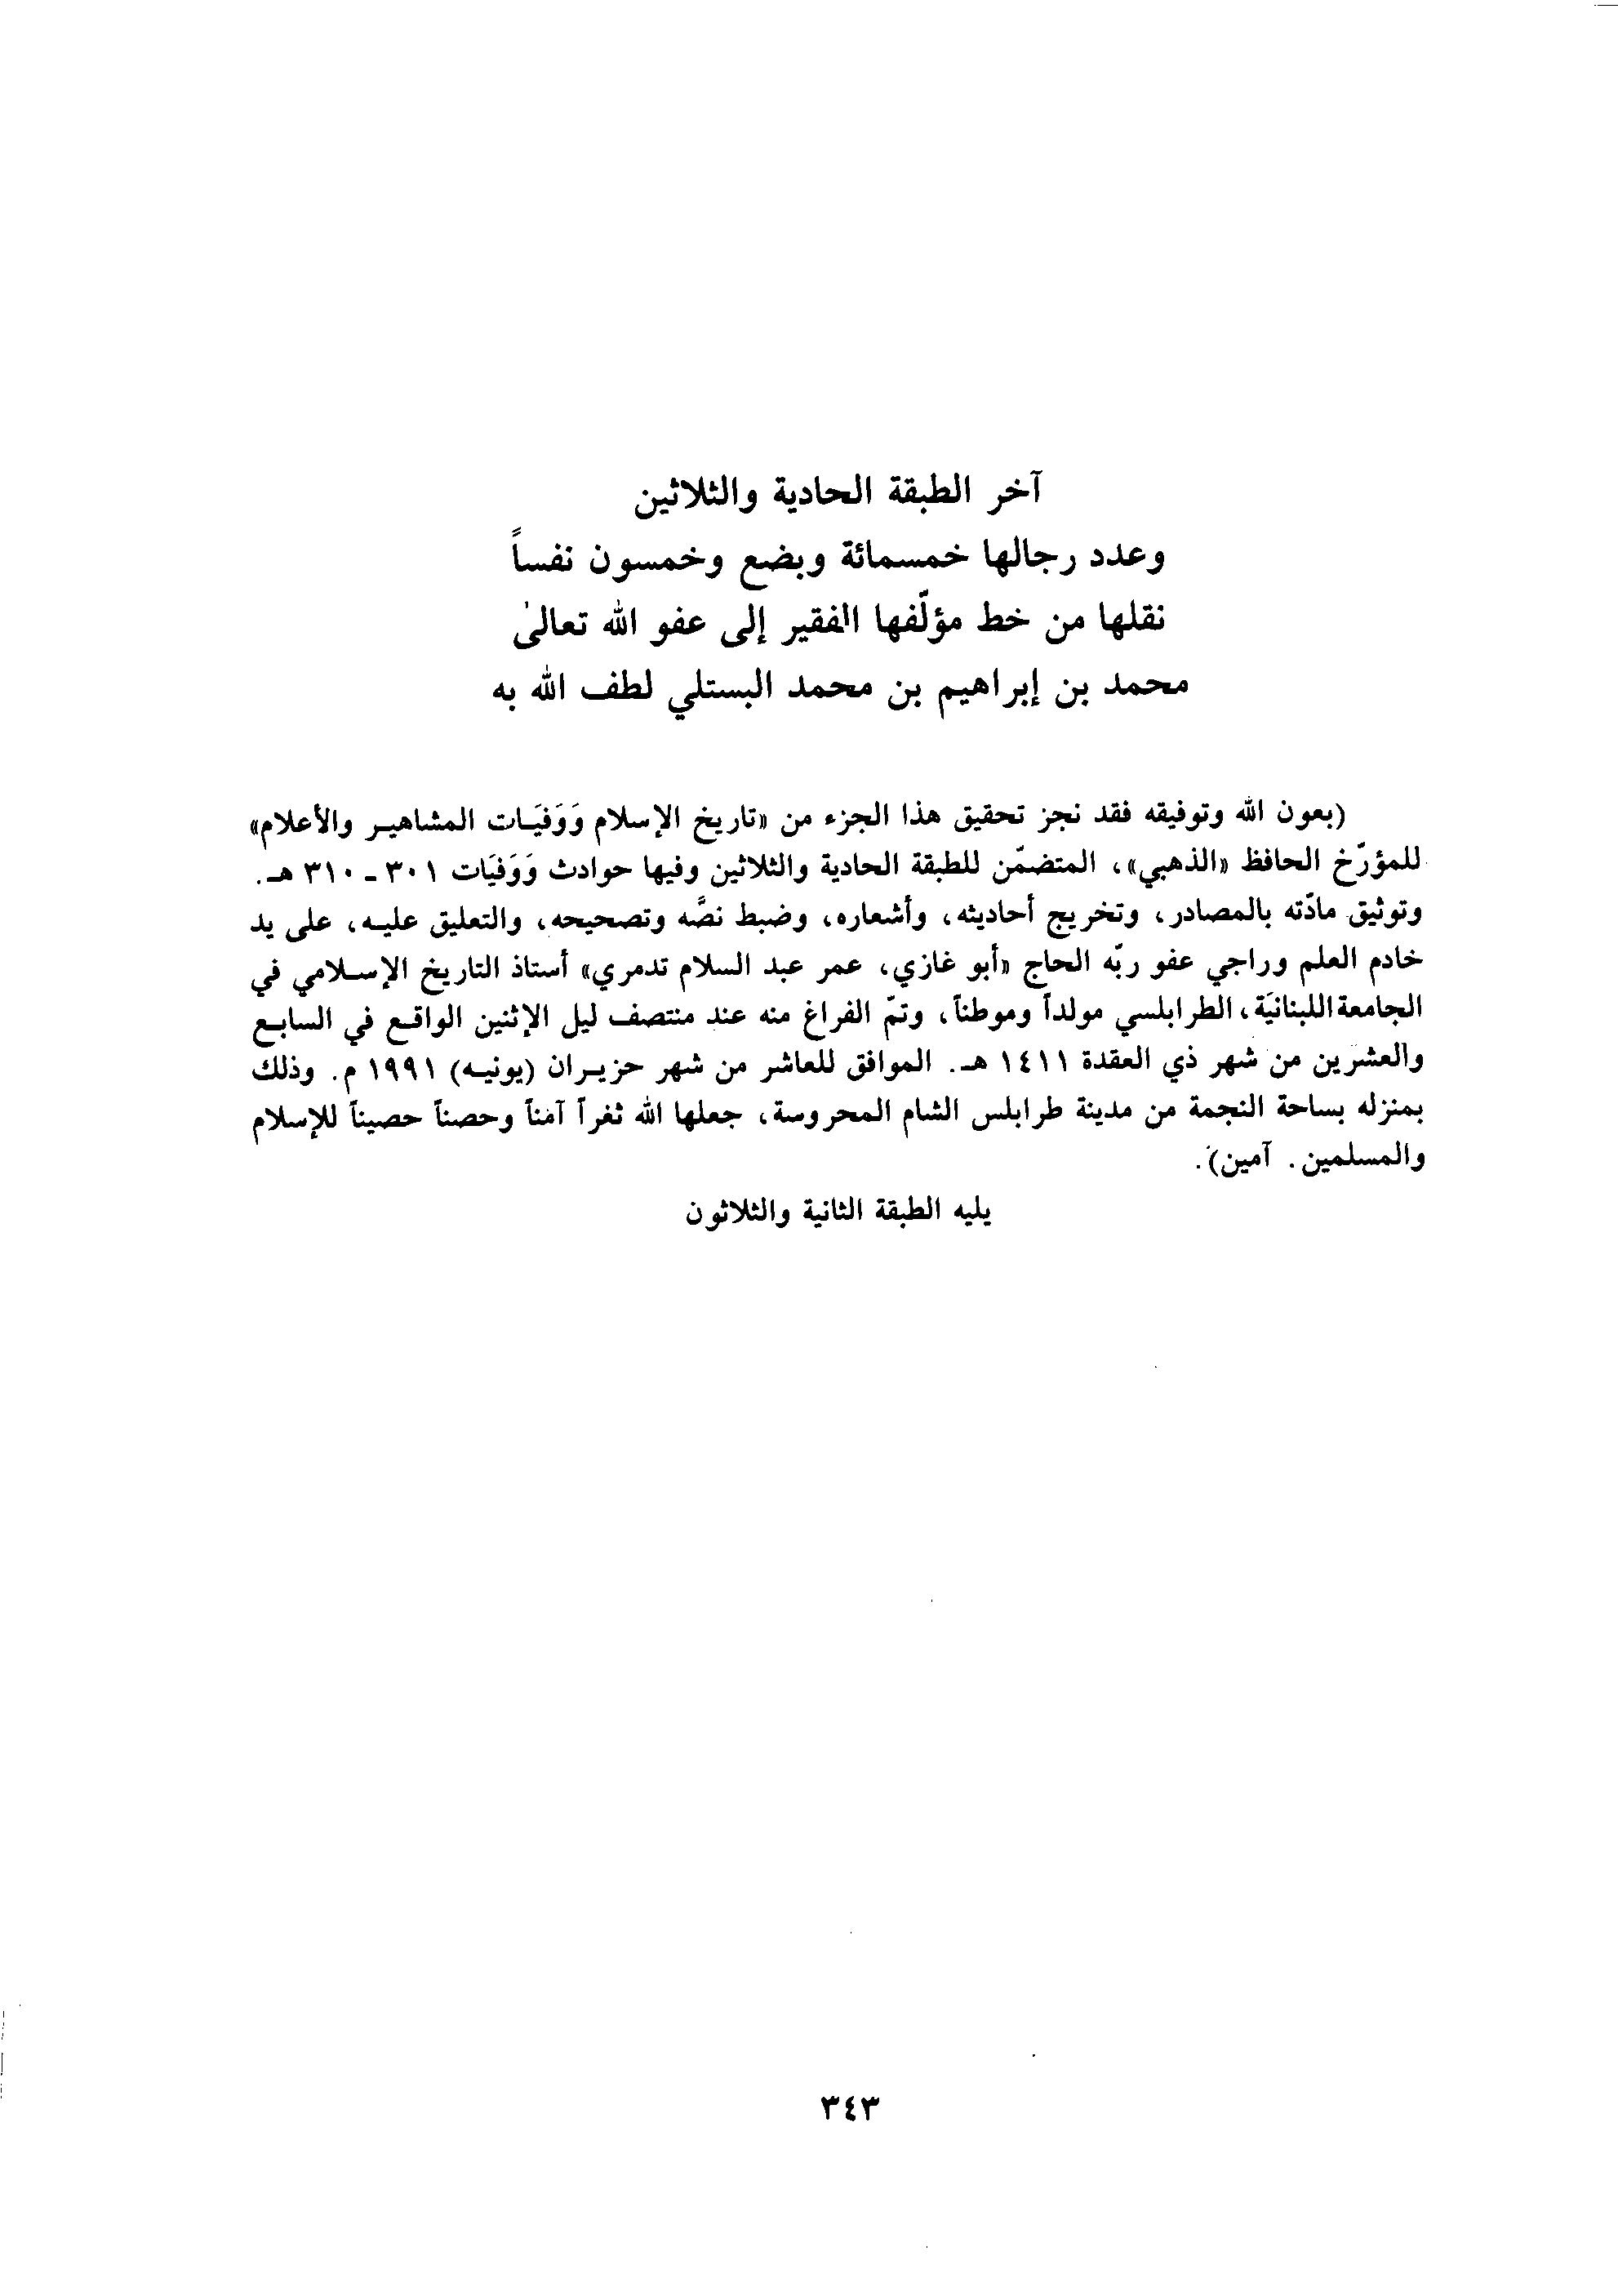 آخر الطبقة الحادية والثلاثين
وعدد رجالها خمسمائة وبضع وخمسون نفساً
نقلها من خط مؤلّفها الفقير إلى عفو الله تعالىٰ
محمد بن إبراهيم بن محمد البستلي لطف الله به
(بعون الله وتوفيقه فقد نجز تحقيق هذا الجزء من «تاريخ الإسلام وَوَفَيَات المشاهير والأعلام»
للمؤرّخ الحافظ «الذهبي»، المتضمّن للطبقة الحادية والثلاثين وفيها حوادث وَوَفَيَات ٣٠١ - ٣١٠ هـ.
وتوثيق مادّته بالمصادر، وتخريج أحاديثه، وأشعاره، وضبط نصّه وتصحيحه، والتعليق عليه، على يد
خادم العلم وراجي عفو ربّه الحاج «أبو غازي، عمر عبد السلام تدمري» أستاذ التاريخ الإسلامي في
الجامعة اللبنانيّة، الطرابلسي مولداً وموطناً، وتمّ الفراغ منه عند منتصف ليل الإثنين الواقع في السابع
والعشرين من شهر ذي العقدة ١٤١١ هـ. الموافق للعاشر من شهر حزيران (يونيه) ١٩٩١ م. وذلك
بمنزله بساحة النجمة من مدينة طرابلس الشام المحروسة، جعلها الله ثغراً آمناً وحصناً حصيناً للإسلام
والمسلمين. آمين).
يليه الطبقة الثانية والثلاثون
٣٤٣